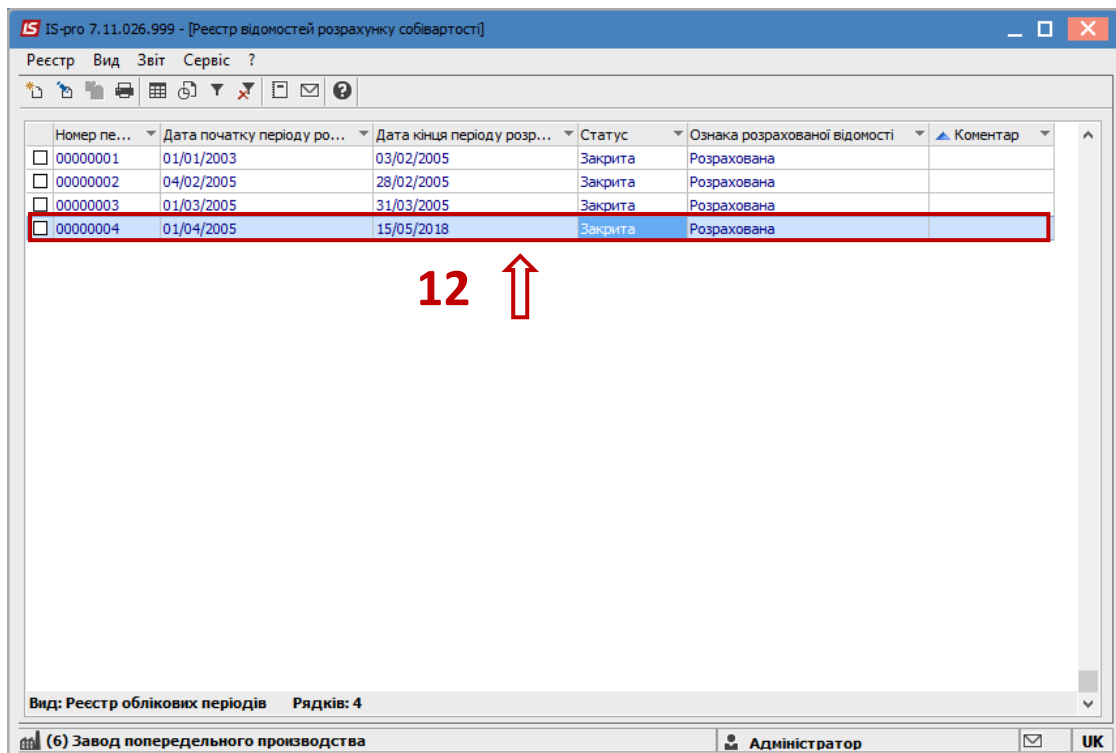 IS-pro 7.11.026.999 - [Реєстр відомостей розрахунку собівартості]
Реєстр Вид Звіт Сервіс ?
Номер пе... Дата початку періоду ро... Дата кінця періоду розр... Статус Ознака розрахованої відомості Коментар
00000001 01/01/2003 03/02/2005 Закрита Розрахована
00000002 04/02/2005 28/02/2005 Закрита Розрахована
00000003 01/03/2005 31/03/2005 Закрита Розрахована
00000004 01/04/2005 15/05/2018 Закрита Розрахована
12
Вид: Реєстр облікових періодів Рядків: 4
(6) Завод попередельного производства Адміністратор UK